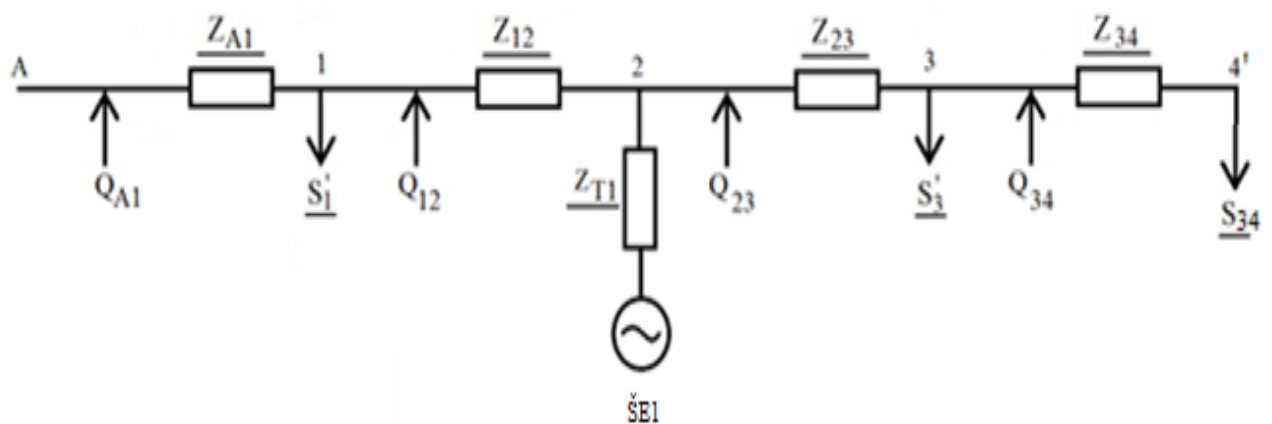 Z_A1 Z_12 Z_23 Z_34
A 1 2 3 4'
Q_A1 S'_1 Q_12 Z_T1 Q_23 S'_3 Q_34 S_34
ŠE1